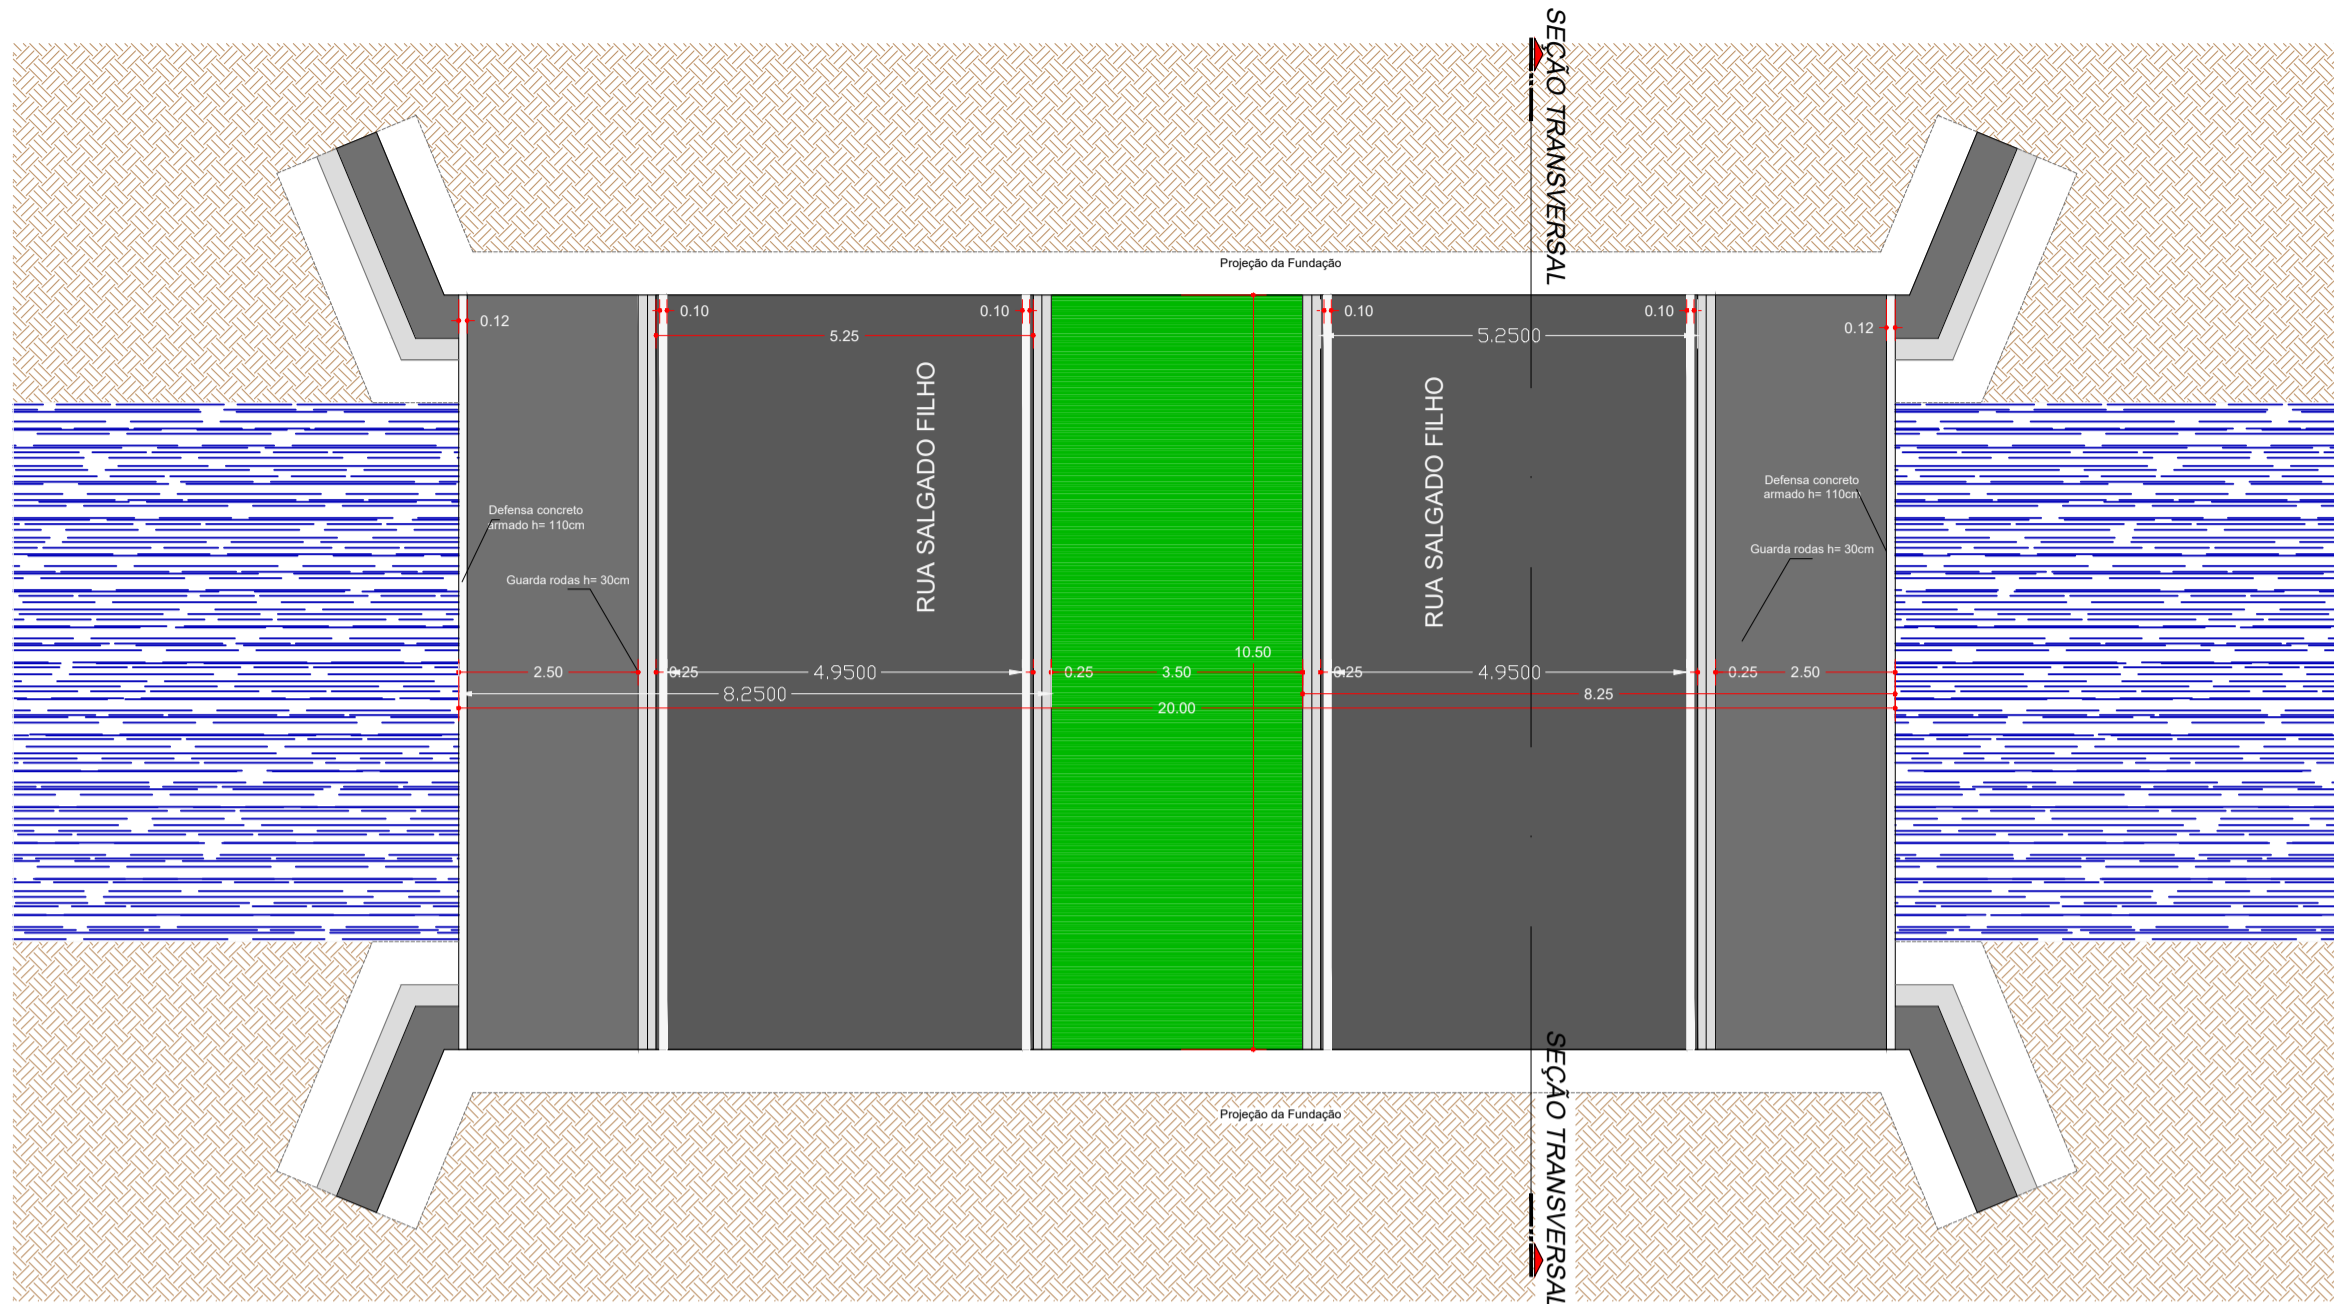 SEÇÃO TRANSVERSAL
Projeção da Fundação
0.12
0.10
0.10
0.10
0.10
0.12
5.25
5.2500
RUA SALGADO FILHO
RUA SALGADO FILHO
Defensa concreto
armado h= 110cm
Defensa concreto
armado h= 110cm
Guarda rodas h= 30cm
Guarda rodas h= 30cm
10.50
2.50
0.25
4.9500
0.25
3.50
0.25
4.9500
0.25
2.50
8.2500
8.25
20.00
SEÇÃO TRANSVERSAL
Projeção da Fundação